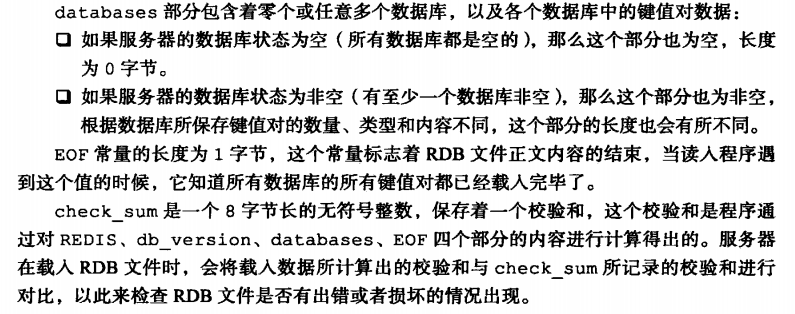 databases 部分包含着零个或任意多个数据库，以及各个数据库中的键值对数据：
❑ 如果服务器的数据库状态为空（所有数据库都是空的），那么这个部分也为空，长度
为 0 字节。
❑ 如果服务器的数据库状态为非空（有至少一个数据库非空），那么这个部分也为非空，
根据数据库所保存键值对的数量、类型和内容不同，这个部分的长度也会有所不同。
EOF 常量的长度为 1 字节，这个常量标志着 RDB 文件正文内容的结束，当读入程序遇
到这个值的时候，它知道所有数据库的所有键值对都已经载入完毕了。
check_sum 是一个 8 字节长的无符号整数，保存着一个校验和，这个校验和是程序通
过对 REDIS、db_version、databases、EOF 四个部分的内容进行计算得出的。服务器
在载入 RDB 文件时，会将载入数据所计算出的校验和与 check_sum 所记录的校验和进行
对比，以此来检查 RDB 文件是否有出错或者损坏的情况出现。